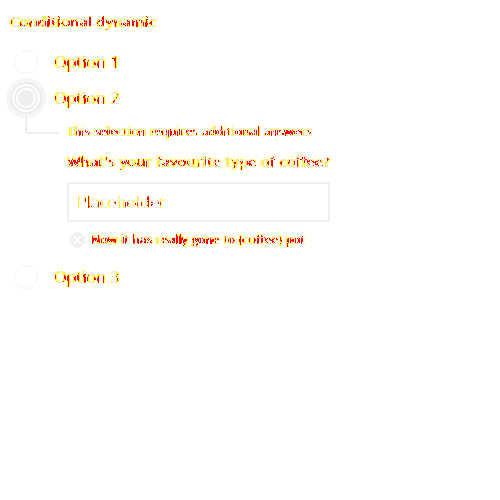 Conditional dynamic
Option 1
Option 2
This selection requires additional answers
What's your favourite type of coffee?
Placeholder
Now it has really gone to (coffee) pot
Option 3